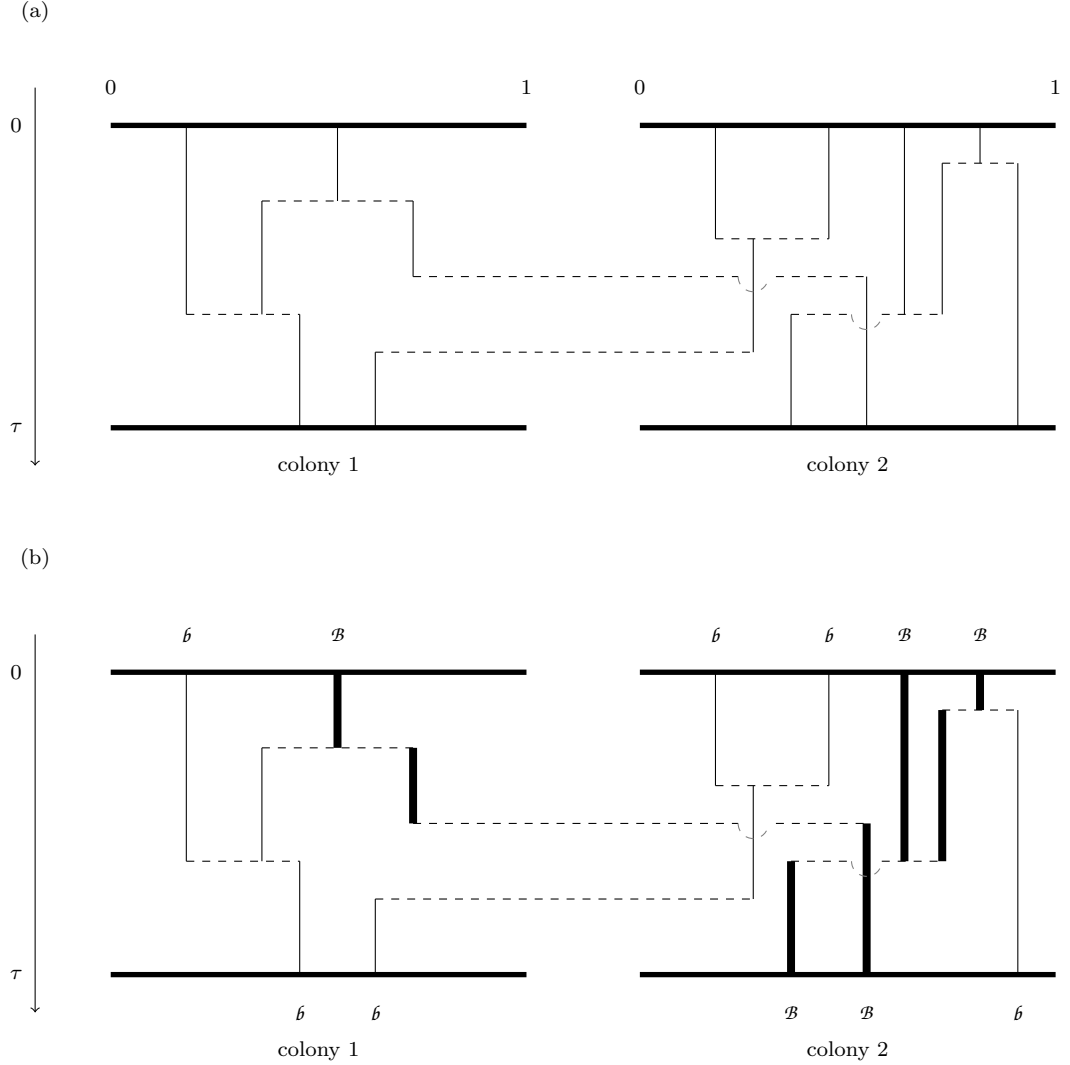 (a)
0 1 0 1
0
τ
colony 1 colony 2
(b)
𝒷 ℬ 𝒷 𝒷 ℬ ℬ
0
τ
𝒷 𝒷 ℬ ℬ 𝒷
colony 1 colony 2